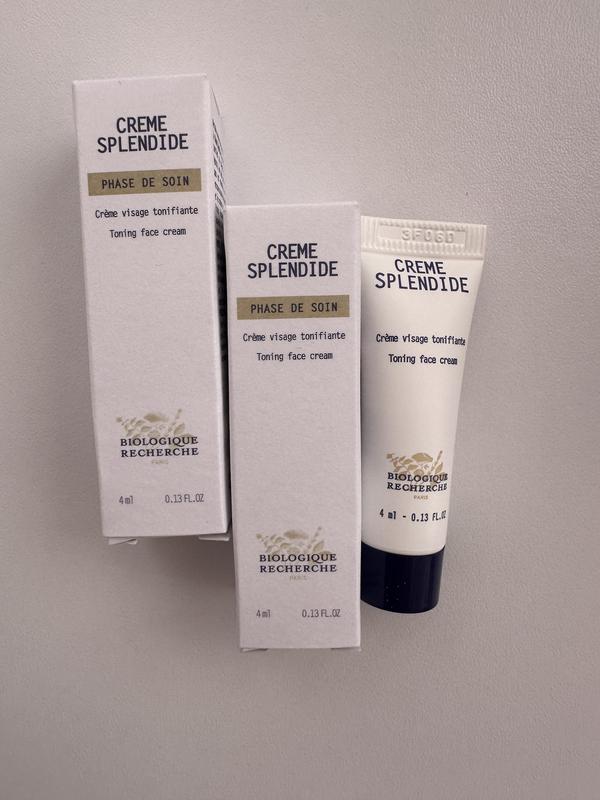 CREME
SPLENDIDE
PHASE DE SOIN
Crème visage tonifiante
Toning face cream
BIOLOGIQUE
RECHERCHE
PARIS
4 ml 0.13 FL.OZ
CREME
SPLENDIDE
PHASE DE SOIN
Crème visage tonifiante
Toning face cream
BIOLOGIQUE
RECHERCHE
PARIS
4 ml 0.13 FL.OZ
3F06D
CREME
SPLENDIDE
Crème visage tonifiante
Toning face cream
BIOLOGIQUE
RECHERCHE
PARIS
4 ml - 0.13 FL.OZ